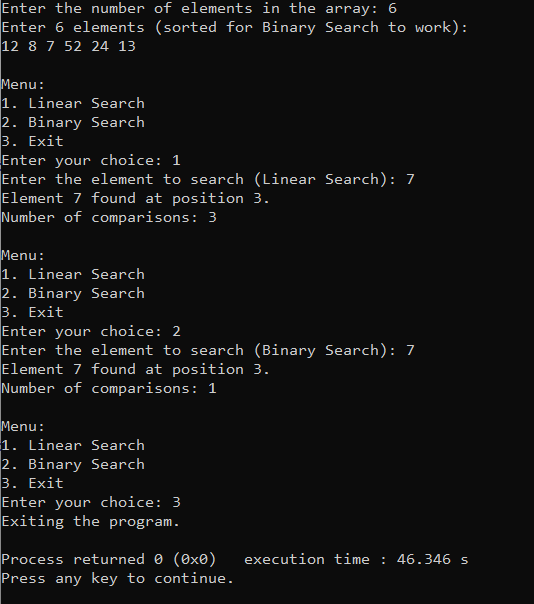 Enter the number of elements in the array: 6
Enter 6 elements (sorted for Binary Search to work):
12 8 7 52 24 13
Menu:
1. Linear Search
2. Binary Search
3. Exit
Enter your choice: 1
Enter the element to search (Linear Search): 7
Element 7 found at position 3.
Number of comparisons: 3
Menu:
1. Linear Search
2. Binary Search
3. Exit
Enter your choice: 2
Enter the element to search (Binary Search): 7
Element 7 found at position 3.
Number of comparisons: 1
Menu:
1. Linear Search
2. Binary Search
3. Exit
Enter your choice: 3
Exiting the program.
Process returned 0 (0x0)   execution time : 46.346 s
Press any key to continue.